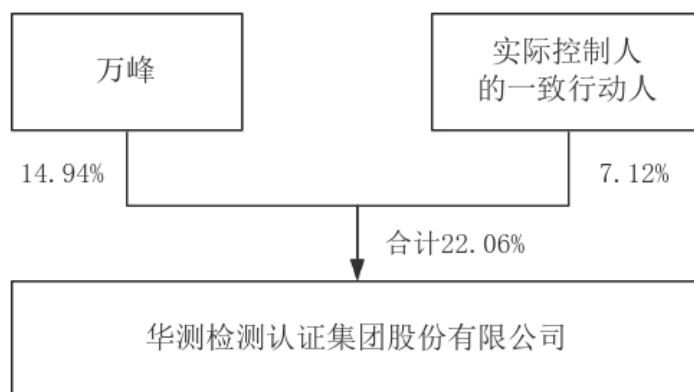 万峰
实际控制人
的一致行动人
14.94%
7.12%
合计22.06%
华测检测认证集团股份有限公司